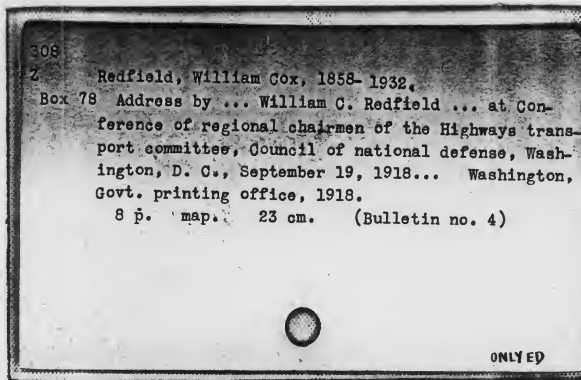 308
Z Redfield, William Cox, 1858-1932.
Box 78 Address by ... William C. Redfield ... at Con-
ference of regional chairmen of the Highways trans-
port committee, Council of national defense, Wash-
ington, D. C., September 19, 1918... Washington,
Govt. printing office, 1918.
8 p. map. 23 cm. (Bulletin no. 4)
ONLY ED